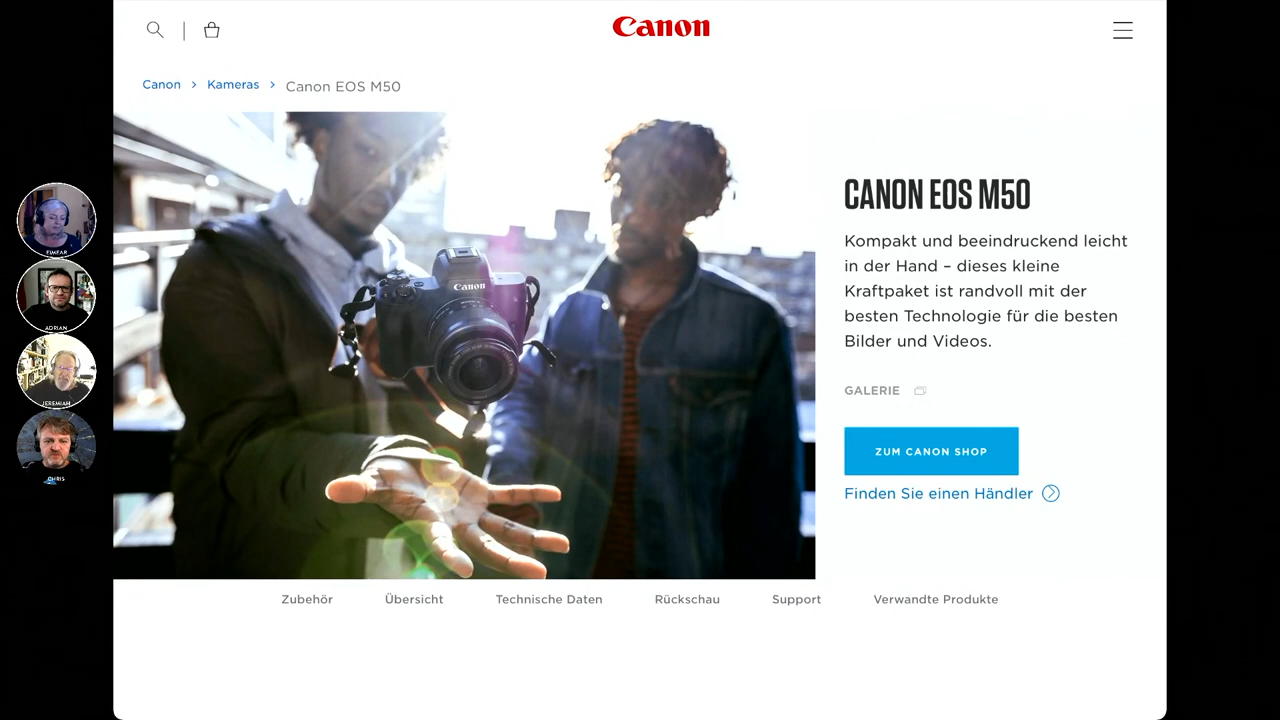 Canon
Canon > Kameras > Canon EOS M50
Canon
CANON EOS M50
Kompakt und beeindruckend leicht
in der Hand – dieses kleine
Kraftpaket ist randvoll mit der
besten Technologie für die besten
Bilder und Videos.
GALERIE
ZUM CANON SHOP
Finden Sie einen Händler
Zubehör Übersicht Technische Daten Rückschau Support Verwandte Produkte
ADRIAN
JEREMIAH
CHRIS